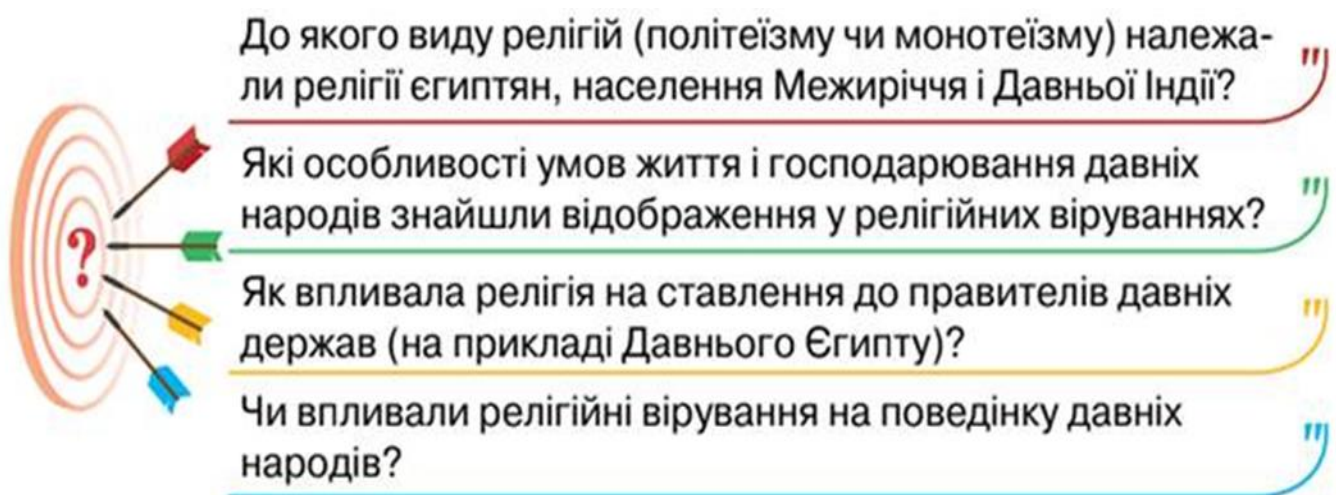 До якого виду релігій (політеїзму чи монотеїзму) належа-
ли релігії єгиптян, населення Межиріччя і Давньої Індії?
Які особливості умов життя і господарювання давніх
народів знайшли відображення у релігійних віруваннях?
?
Як впливала релігія на ставлення до правителів давніх
держав (на прикладі Давнього Єгипту)?
Чи впливали релігійні вірування на поведінку давніх
народів?